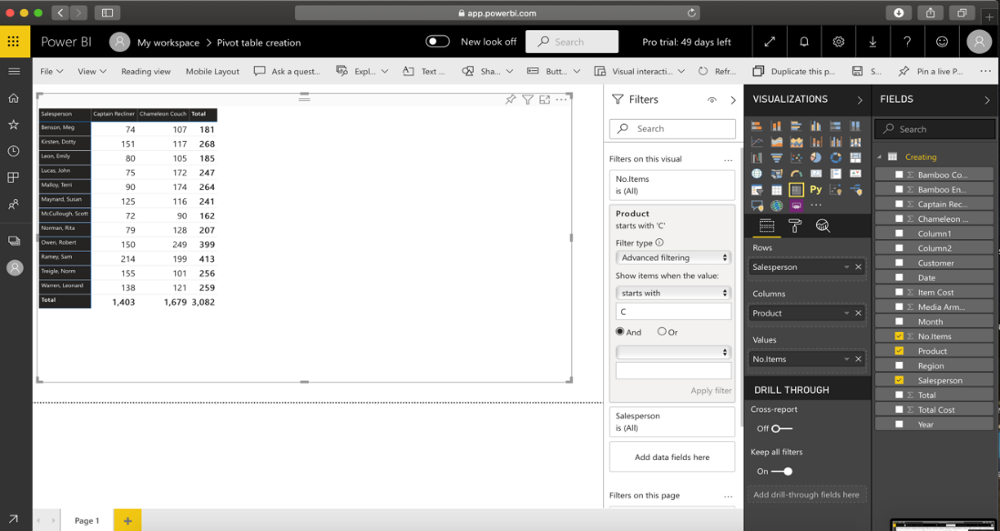 app.powerbi.com
Power BI
My workspace > Pivot table creation
New look off
Search
Pro trial: 49 days left
File
View
Reading view
Mobile Layout
Ask a quest...
Expl...
Text ...
Sha...
Butt...
Visual interacti...
Refr...
Duplicate this p...
S...
Pin a live P...
Salesperson Captain Recliner Chameleon Couch Total
Benson, Meg 74 107 181
Kirsten, Dotty 151 117 268
Leon, Emily 80 105 185
Lucas, John 75 172 247
Malloy, Terri 90 174 264
Maynard, Susan 125 116 241
McCullough, Scott 72 90 162
Norman, Rita 79 128 207
Owen, Robert 150 249 399
Ramey, Sam 214 199 413
Treigle, Norm 155 101 256
Warren, Leonard 138 121 259
Total 1,403 1,679 3,082
Page 1
Filters
Search
Filters on this visual
No.Items
is (All)
Product
starts with 'C'
Filter type
Advanced filtering
Show items when the value:
starts with
C
And Or
Apply filter
Salesperson
is (All)
Add data fields here
Filters on this page
VISUALIZATIONS
Py
Rows
Salesperson
Columns
Product
Values
No.Items
DRILL THROUGH
Cross-report
Off
Keep all filters
On
Add drill-through fields here
FIELDS
Search
Creating
Bamboo Co...
Bamboo En...
Captain Rec...
Chameleon ...
Column1
Column2
Customer
Date
Item Cost
Media Arm...
Month
No.Items
Product
Region
Salesperson
Total
Total Cost
Year